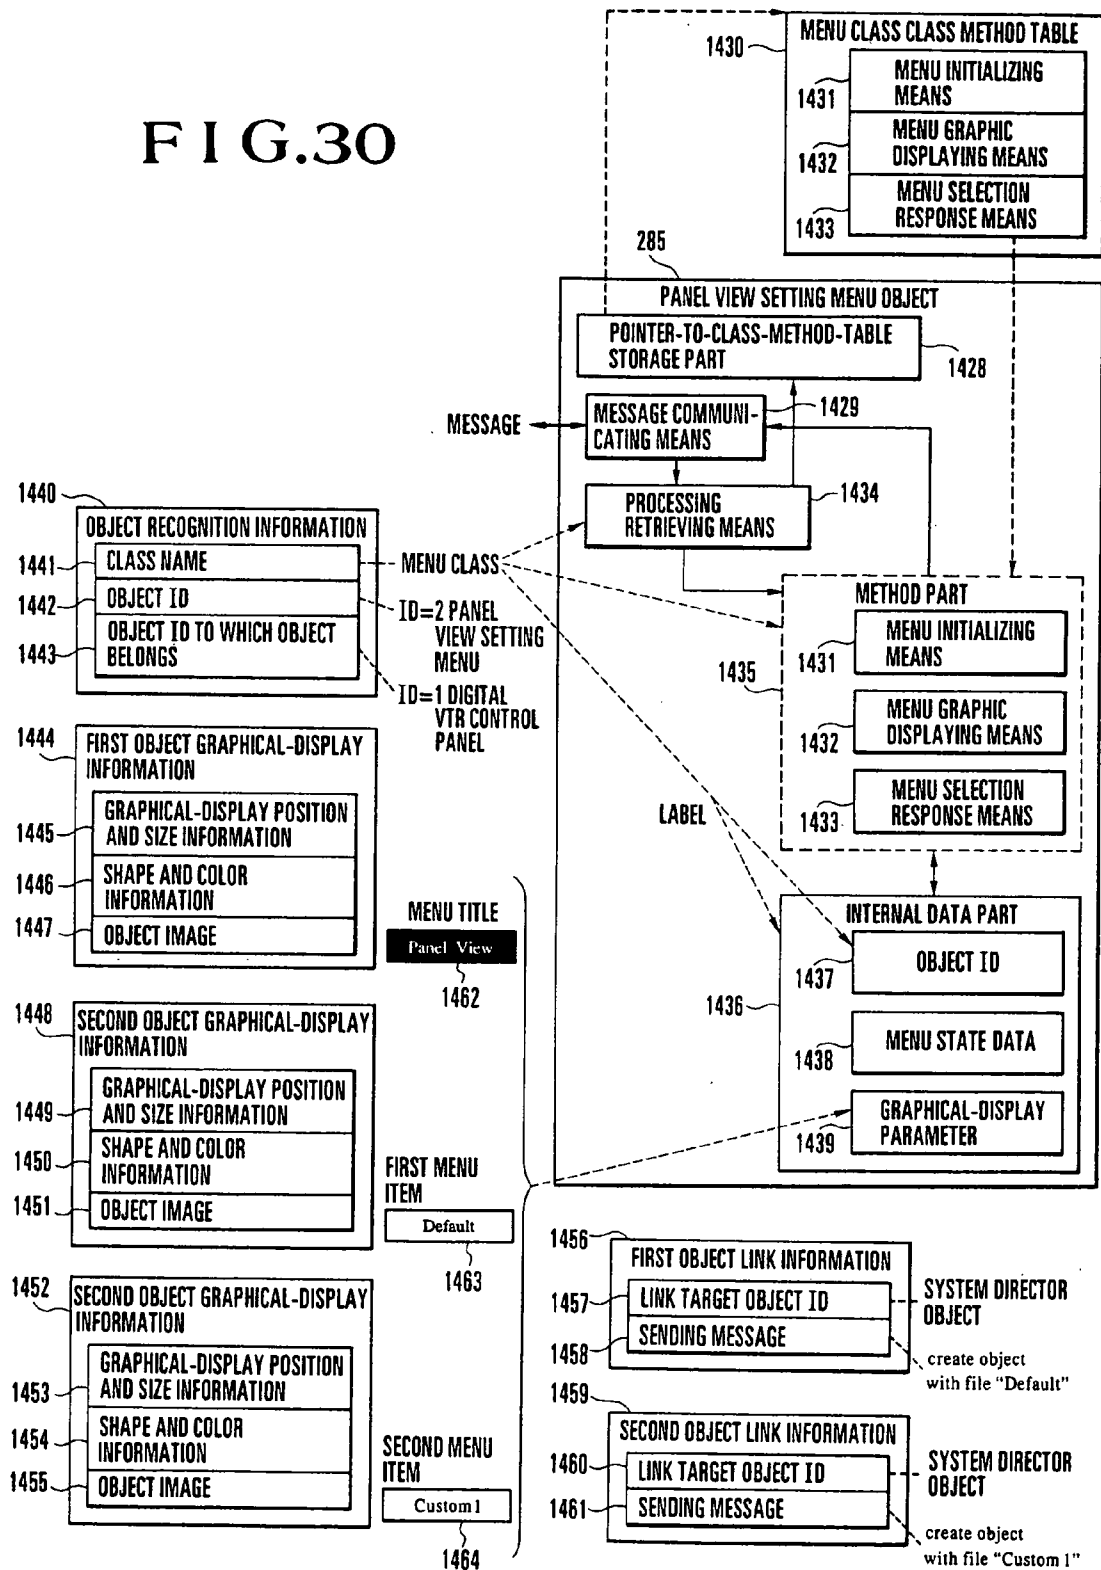 FIG.30
MENU CLASS CLASS METHOD TABLE
1430
MENU INITIALIZING
MEANS
1431
MENU GRAPHIC
DISPLAYING MEANS
1432
MENU SELECTION
RESPONSE MEANS
1433
285
PANEL VIEW SETTING MENU OBJECT
POINTER-TO-CLASS-METHOD-TABLE
STORAGE PART
1428
1429
MESSAGE
MESSAGE COMMUNI-
CATING MEANS
1434
PROCESSING
RETRIEVING MEANS
1440
OBJECT RECOGNITION INFORMATION
1441
CLASS NAME
MENU CLASS
1442
OBJECT ID
ID=2 PANEL
VIEW SETTING
MENU
1443
OBJECT ID TO WHICH OBJECT
BELONGS
ID=1 DIGITAL
VTR CONTROL
PANEL
METHOD PART
MENU INITIALIZING
MEANS
1431
1435
MENU GRAPHIC
DISPLAYING MEANS
1432
MENU SELECTION
RESPONSE MEANS
1433
LABEL
1444
FIRST OBJECT GRAPHICAL-DISPLAY
INFORMATION
1445
GRAPHICAL-DISPLAY POSITION
AND SIZE INFORMATION
1446
SHAPE AND COLOR
INFORMATION
1447
OBJECT IMAGE
MENU TITLE
Panel View
1462
INTERNAL DATA PART
OBJECT ID
1437
1436
MENU STATE DATA
1438
GRAPHICAL-DISPLAY
PARAMETER
1439
1448
SECOND OBJECT GRAPHICAL-DISPLAY
INFORMATION
1449
GRAPHICAL-DISPLAY POSITION
AND SIZE INFORMATION
1450
SHAPE AND COLOR
INFORMATION
1451
OBJECT IMAGE
FIRST MENU
ITEM
Default
1463
1452
SECOND OBJECT GRAPHICAL-DISPLAY
INFORMATION
1453
GRAPHICAL-DISPLAY POSITION
AND SIZE INFORMATION
1454
SHAPE AND COLOR
INFORMATION
1455
OBJECT IMAGE
SECOND MENU
ITEM
Custom1
1464
1456
FIRST OBJECT LINK INFORMATION
1457
LINK TARGET OBJECT ID
SYSTEM DIRECTOR
OBJECT
1458
SENDING MESSAGE
create object
with file "Default"
1459
SECOND OBJECT LINK INFORMATION
1460
LINK TARGET OBJECT ID
SYSTEM DIRECTOR
OBJECT
1461
SENDING MESSAGE
create object
with file "Custom 1"